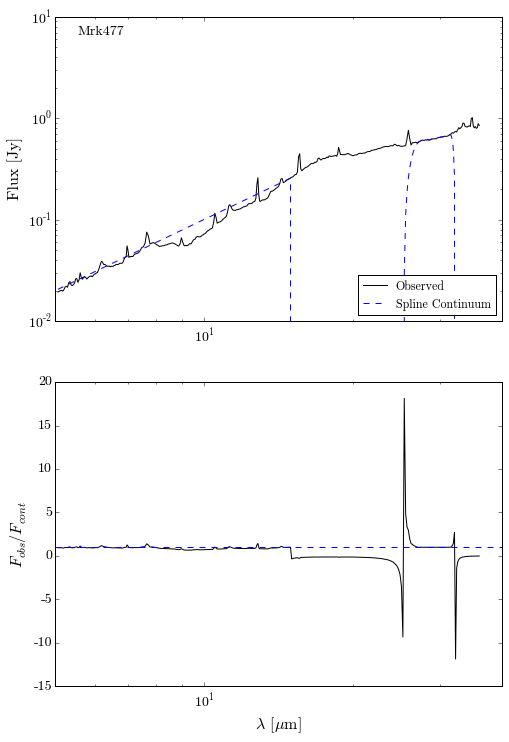 Mrk477
10^1
10^0
10^-1
10^-2
Flux [Jy]
Observed
Spline Continuum
10^1
20
15
10
5
0
-5
-10
-15
F_obs/F_cont
10^1
λ [μm]